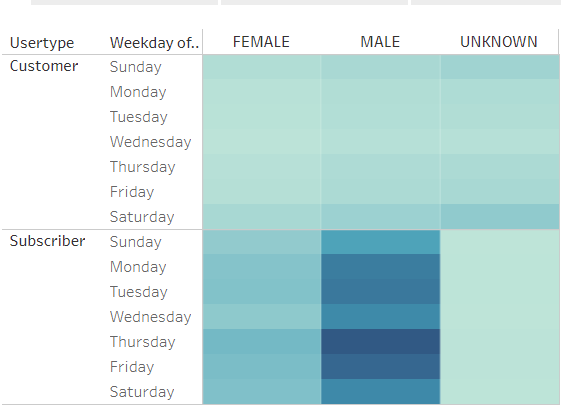 Usertype Weekday of.. FEMALE MALE UNKNOWN
Customer Sunday
Monday
Tuesday
Wednesday
Thursday
Friday
Saturday
Subscriber Sunday
Monday
Tuesday
Wednesday
Thursday
Friday
Saturday